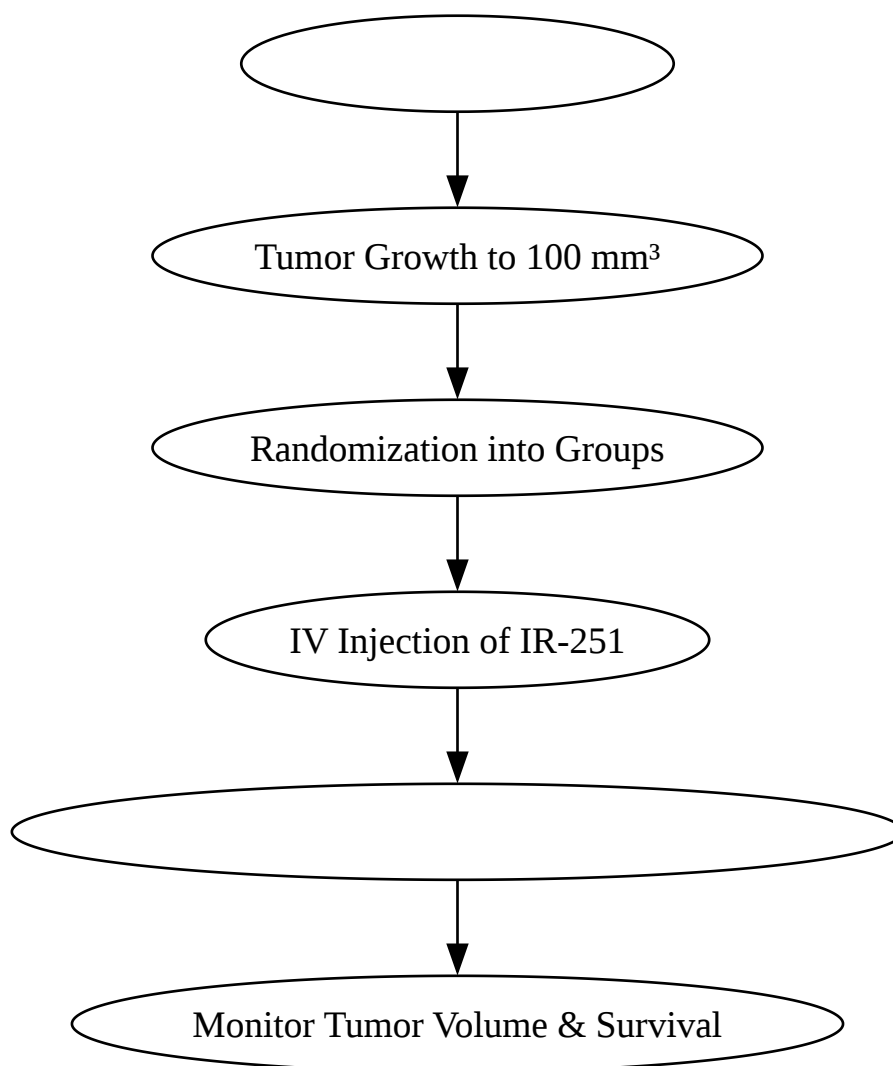 Tumor Growth to 100 mm³
Randomization into Groups
IV Injection of IR-251
Monitor Tumor Volume & Survival